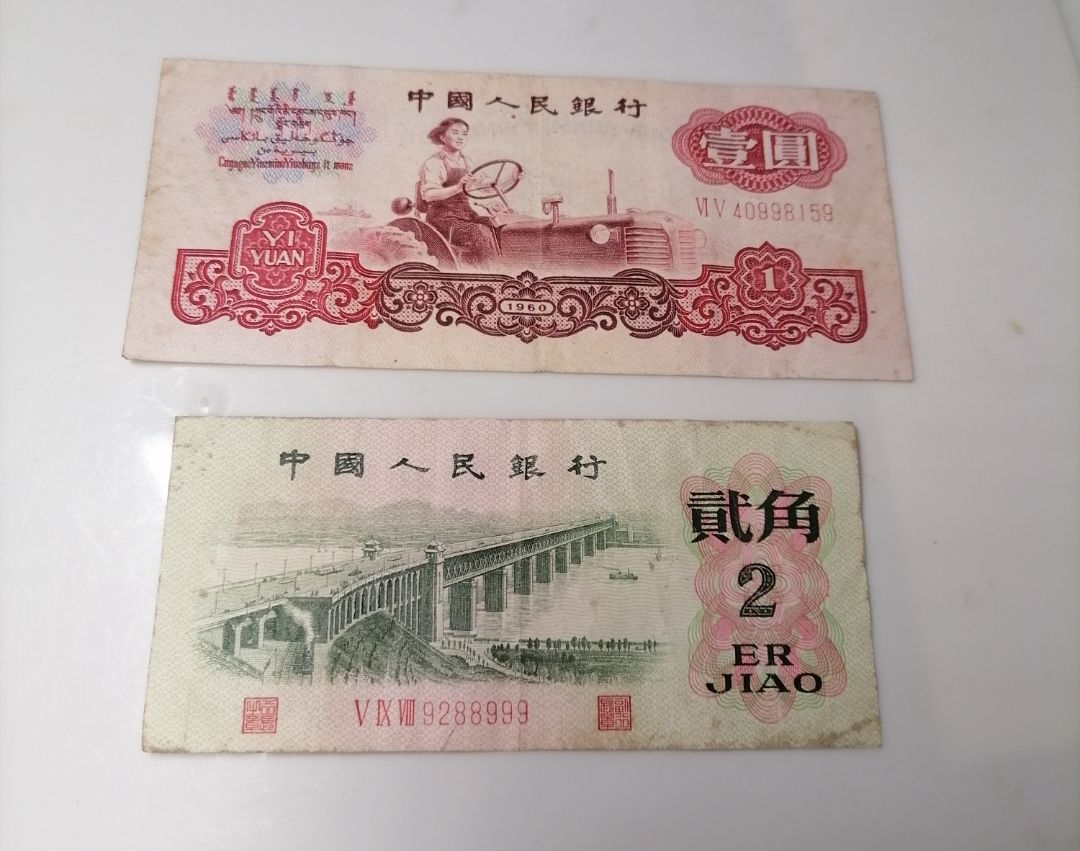 中國人民銀行
壹圓
Ⅵ Ⅴ 40998159
YI
YUAN
1
1960
中國人民銀行
貳角
2
ER
JIAO
Ⅴ Ⅸ Ⅷ 9288999